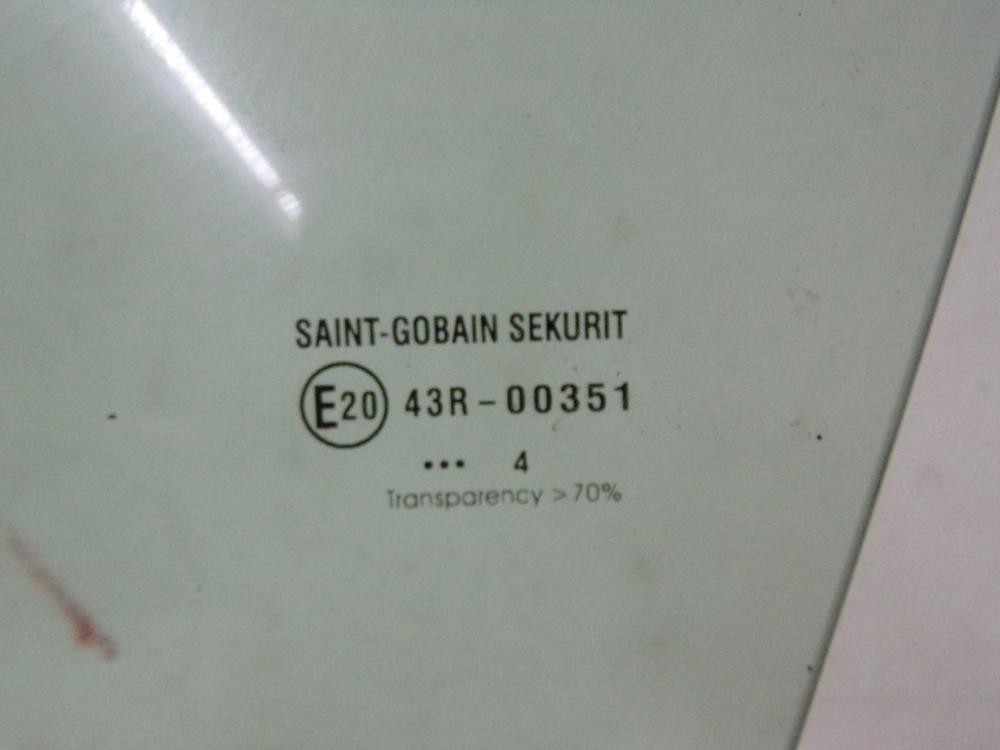 SAINT-GOBAIN SEKURIT
E20 43R-00351
••• 4
Transparency >70%